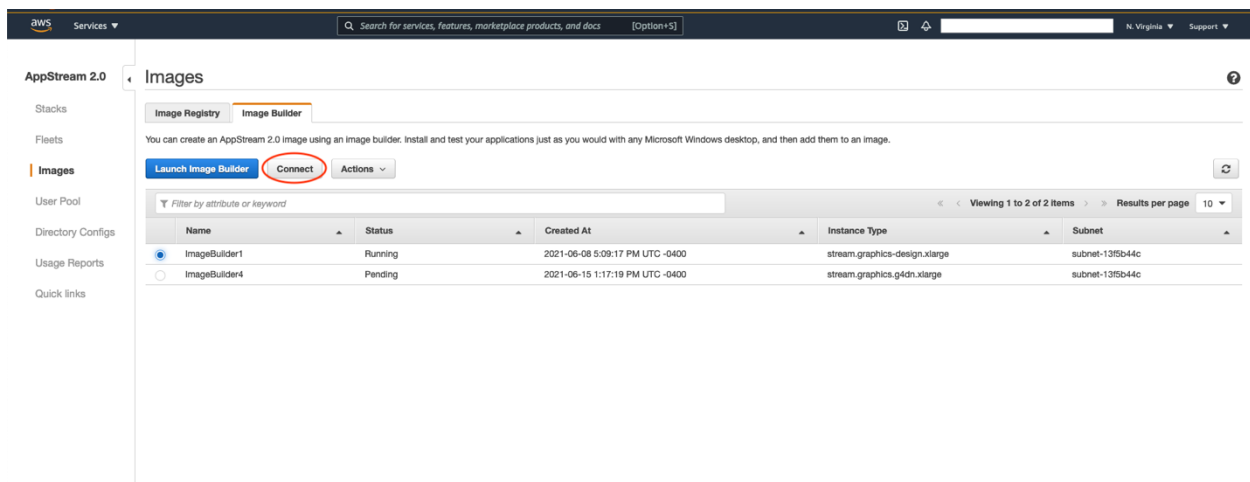 aws Services ▼ Search for services, features, marketplace products, and docs [Option+S] N. Virginia ▼ Support ▼
AppStream 2.0
Stacks
Fleets
Images
User Pool
Directory Configs
Usage Reports
Quick links
Images
Image Registry Image Builder
You can create an AppStream 2.0 image using an image builder. Install and test your applications just as you would with any Microsoft Windows desktop, and then add them to an image.
Launch Image Builder Connect Actions
Filter by attribute or keyword « < Viewing 1 to 2 of 2 items > » Results per page 10
Name Status Created At Instance Type Subnet
ImageBuilder1 Running 2021-06-08 5:09:17 PM UTC -0400 stream.graphics-design.xlarge subnet-13f5b44c
ImageBuilder4 Pending 2021-06-15 1:17:19 PM UTC -0400 stream.graphics.g4dn.xlarge subnet-13f5b44c